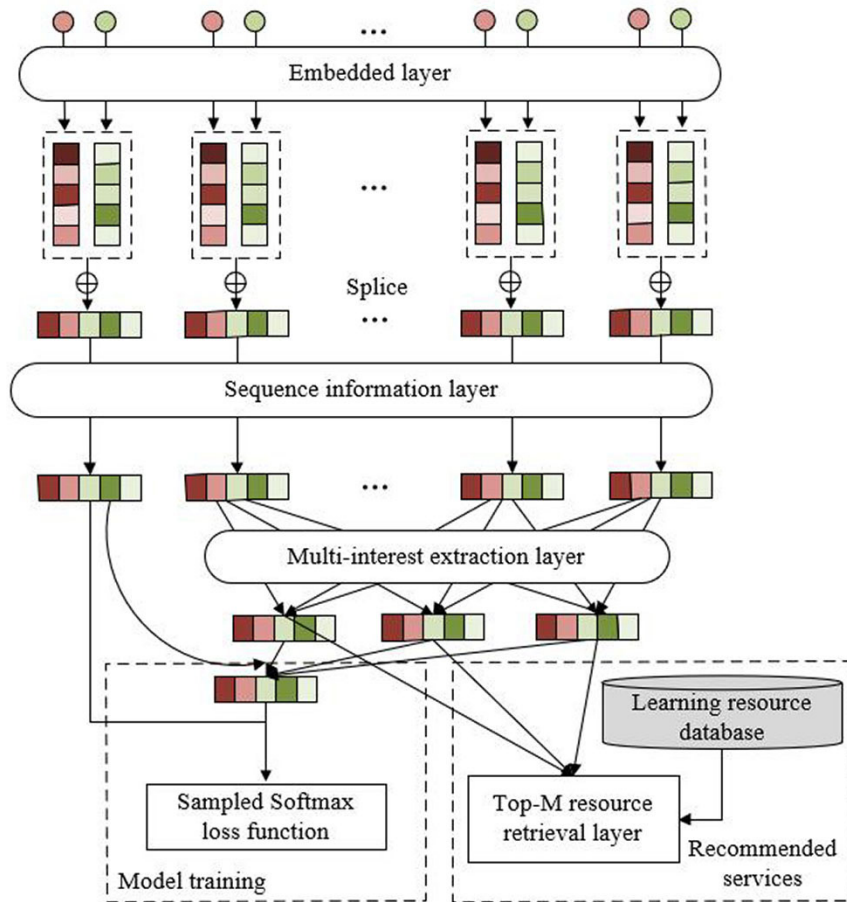 ...
Embedded layer
...
Splice
...
Sequence information layer
...
Multi-interest extraction layer
Learning resource
database
Sampled Softmax
loss function
Top-M resource
retrieval layer
Recommended
services
Model training